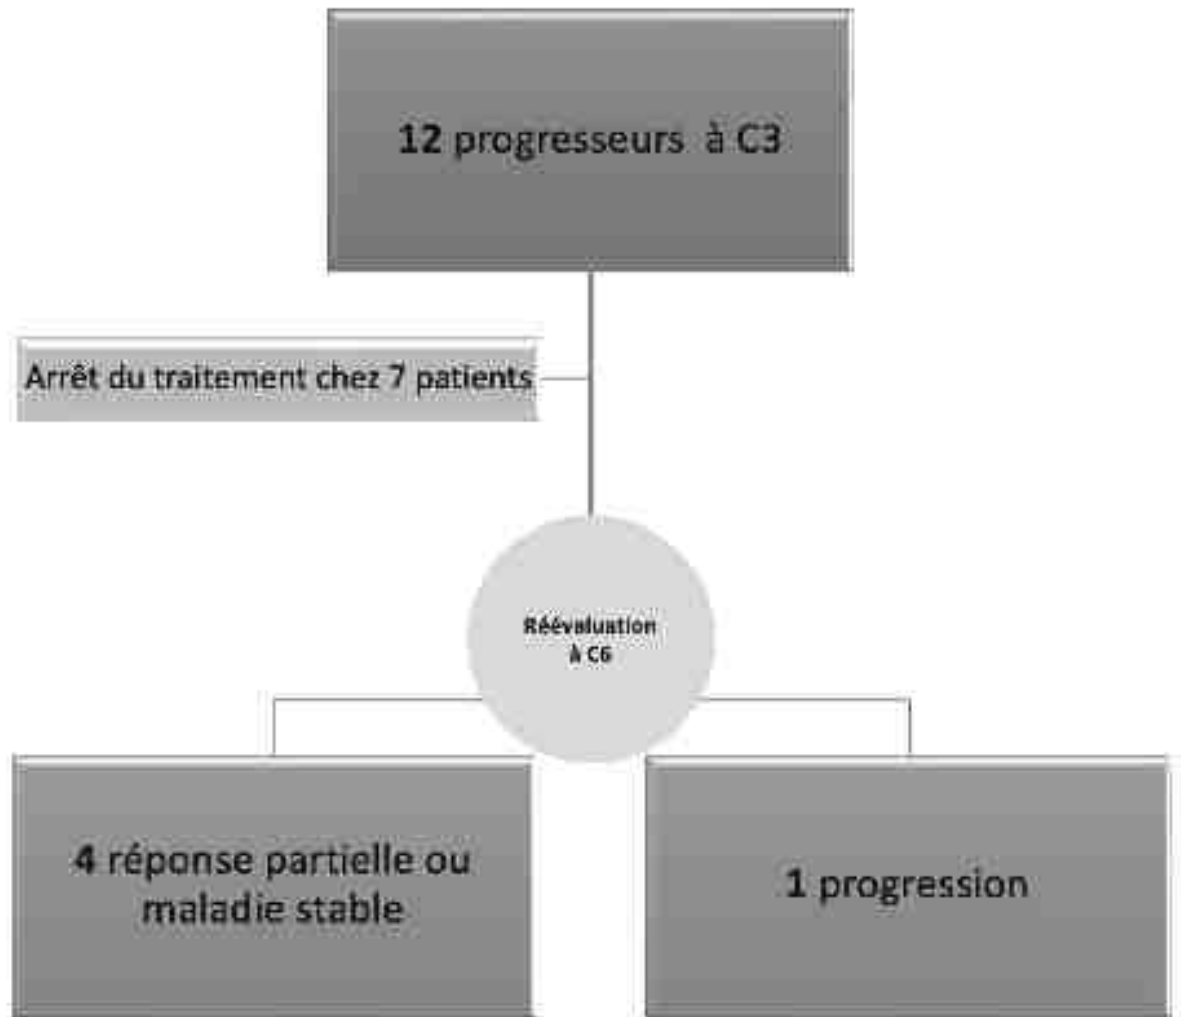 12 progresseurs à C3
Arrêt du traitement chez 7 patients
Réévaluation
à C6
4 réponse partielle ou
maladie stable
1 progression